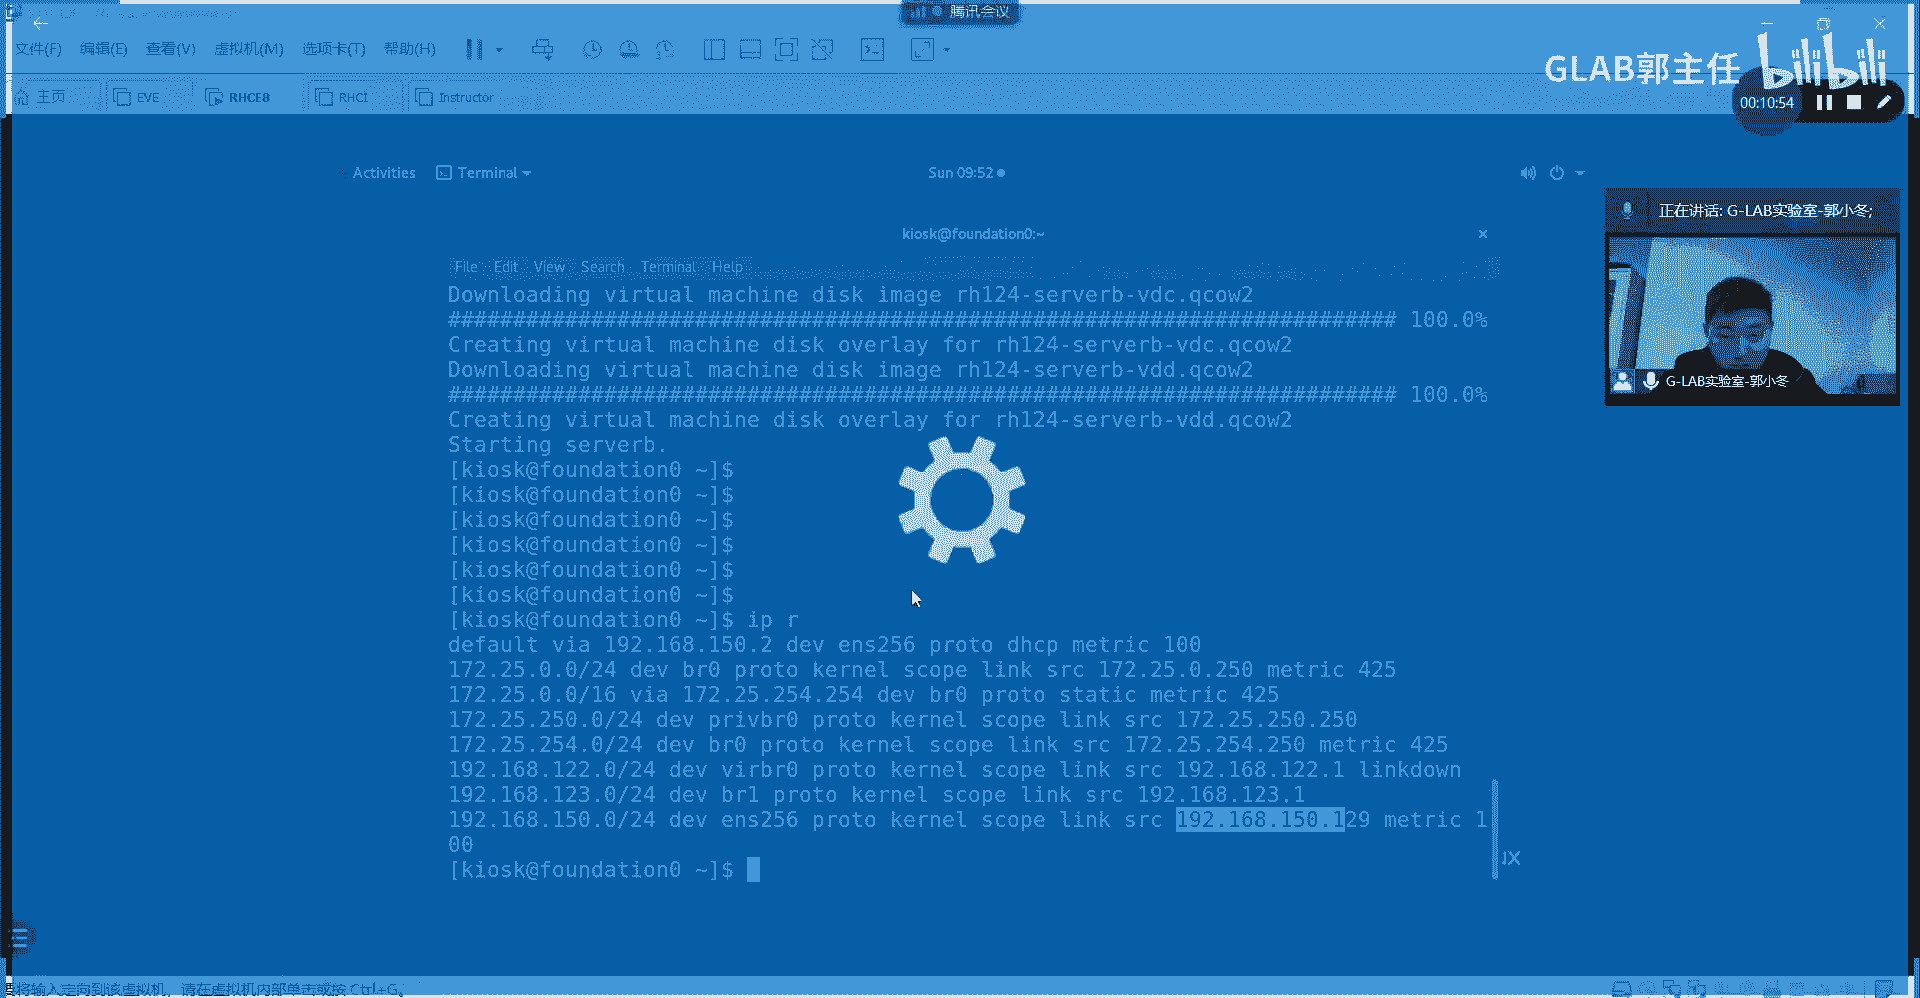 腾讯会议
文件(F) 编辑(E) 查看(V) 虚拟机(M) 选项卡(T) 帮助(H)
GLAB郭主任 bilibili
主页 EVE RHCE8 RHCI Instructor
00:10:54
Activities Terminal Sun 09:52
正在讲话: G-LAB实验室-郭小冬;
kiosk@foundation0:~
File Edit View Search Terminal Help
Downloading virtual machine disk image rh124-serverb-vdc.qcow2
######################################################################### 100.0%
Creating virtual machine disk overlay for rh124-serverb-vdc.qcow2
Downloading virtual machine disk image rh124-serverb-vdd.qcow2
G-LAB实验室-郭小冬
######################################################################### 100.0%
Creating virtual machine disk overlay for rh124-serverb-vdd.qcow2
Starting serverb.
[kiosk@foundation0 ~]$
[kiosk@foundation0 ~]$
[kiosk@foundation0 ~]$
[kiosk@foundation0 ~]$
[kiosk@foundation0 ~]$
[kiosk@foundation0 ~]$
[kiosk@foundation0 ~]$ ip r
default via 192.168.150.2 dev ens256 proto dhcp metric 100
172.25.0.0/24 dev br0 proto kernel scope link src 172.25.0.250 metric 425
172.25.0.0/16 via 172.25.254.254 dev br0 proto static metric 425
172.25.250.0/24 dev privbr0 proto kernel scope link src 172.25.250.250
172.25.254.0/24 dev br0 proto kernel scope link src 172.25.254.250 metric 425
192.168.122.0/24 dev virbr0 proto kernel scope link src 192.168.122.1 linkdown
192.168.123.0/24 dev br1 proto kernel scope link src 192.168.123.1
192.168.150.0/24 dev ens256 proto kernel scope link src 192.168.150.129 metric 1
00
[kiosk@foundation0 ~]$
将输入定向到该虚拟机，请在虚拟机内部单击或按 Ctrl+G。